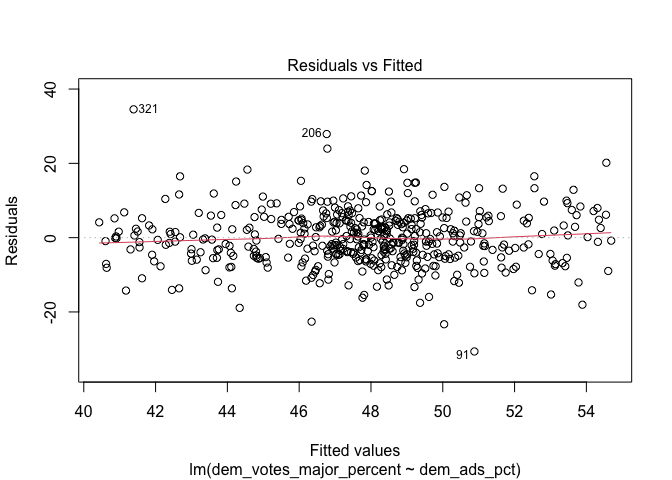 Residuals vs Fitted
40
20
0
-20
Residuals
321
206
91
40 42 44 46 48 50 52 54
Fitted values
lm(dem_votes_major_percent ~ dem_ads_pct)